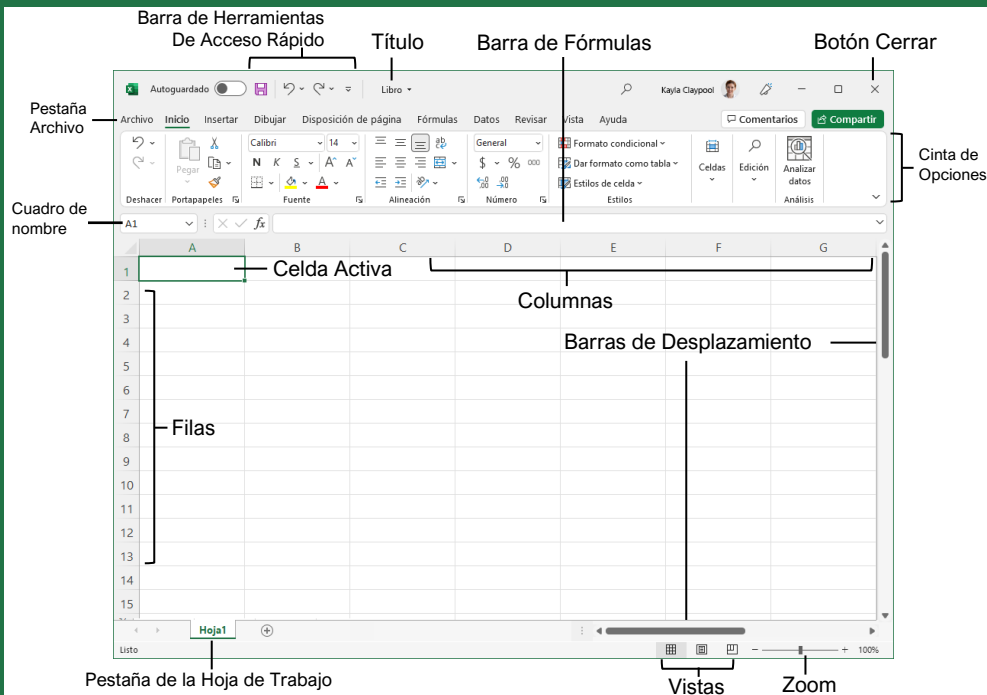 Barra de Herramientas
De Acceso Rápido
Título
Barra de Fórmulas
Botón Cerrar
Autoguardado
Libro
Kayla Claypool
Pestaña
Archivo
Archivo Inicio Insertar Dibujar Disposición de página Fórmulas Datos Revisar Vista Ayuda Comentarios Compartir
Calibri 14 General Formato condicional
Pegar N K S A A $ % 000 Dar formato como tabla Celdas Edición Analizar
datos
A Estilos de celda
Deshacer Portapapeles Fuente Alineación Número Estilos Análisis
Cinta de
Opciones
Cuadro de
nombre
A1 fx
A B C D E F G
1 Celda Activa
Columnas
2
3
4 Barras de Desplazamiento
5
6
7
8 Filas
9
10
11
12
13
14
15
Hoja1
Listo 100%
Pestaña de la Hoja de Trabajo
Vistas
Zoom